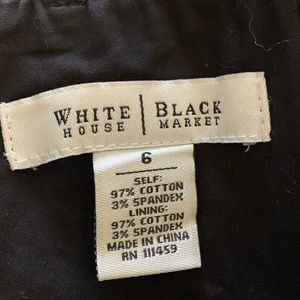 WHITE HOUSE | BLACK MARKET
6
SELF:
97% COTTON
3% SPANDEX
LINING:
97% COTTON
3% SPANDEX
MADE IN CHINA
RN 111459